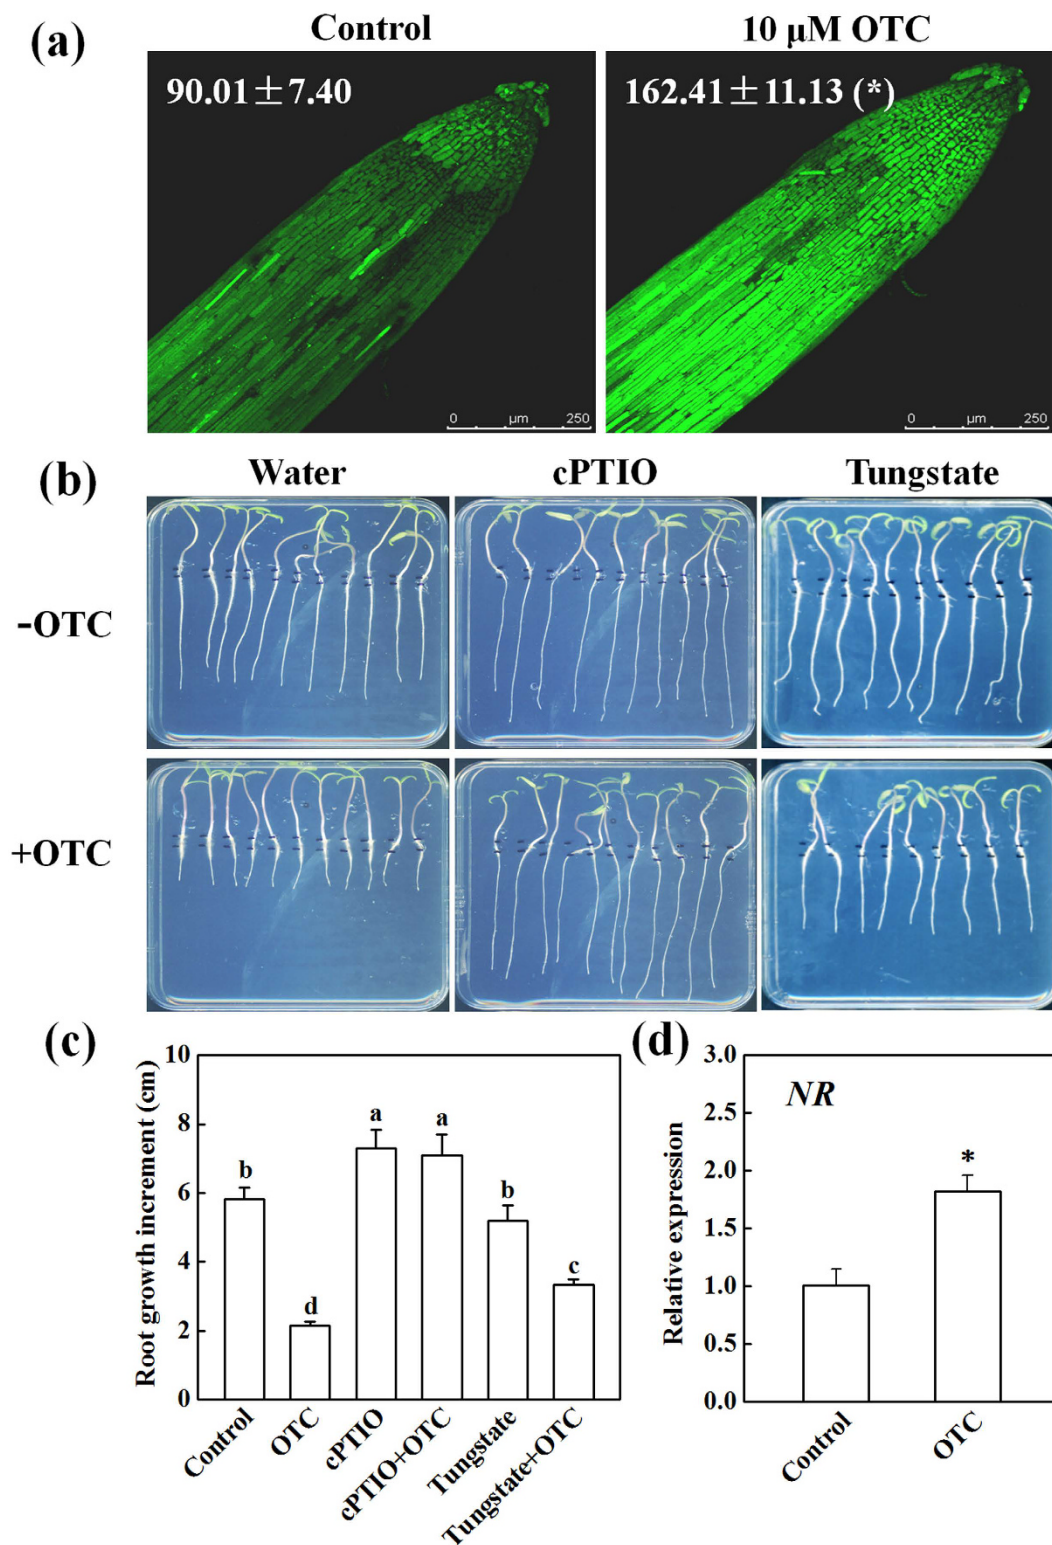 (a)
Control
10 μM OTC
90.01±7.40
162.41±11.13 (*)
0 μm 250
0 μm 250
(b)
Water
cPTIO
Tungstate
-OTC
+OTC
(c)
Root growth increment (cm)
10
8
6
4
2
0
b
d
a
a
b
c
Control
OTC
cPTIO
cPTIO+OTC
Tungstate
Tungstate+OTC
(d)
Relative expression
3.0
2.5
2.0
1.5
1.0
0.5
0.0
NR
*
Control
OTC